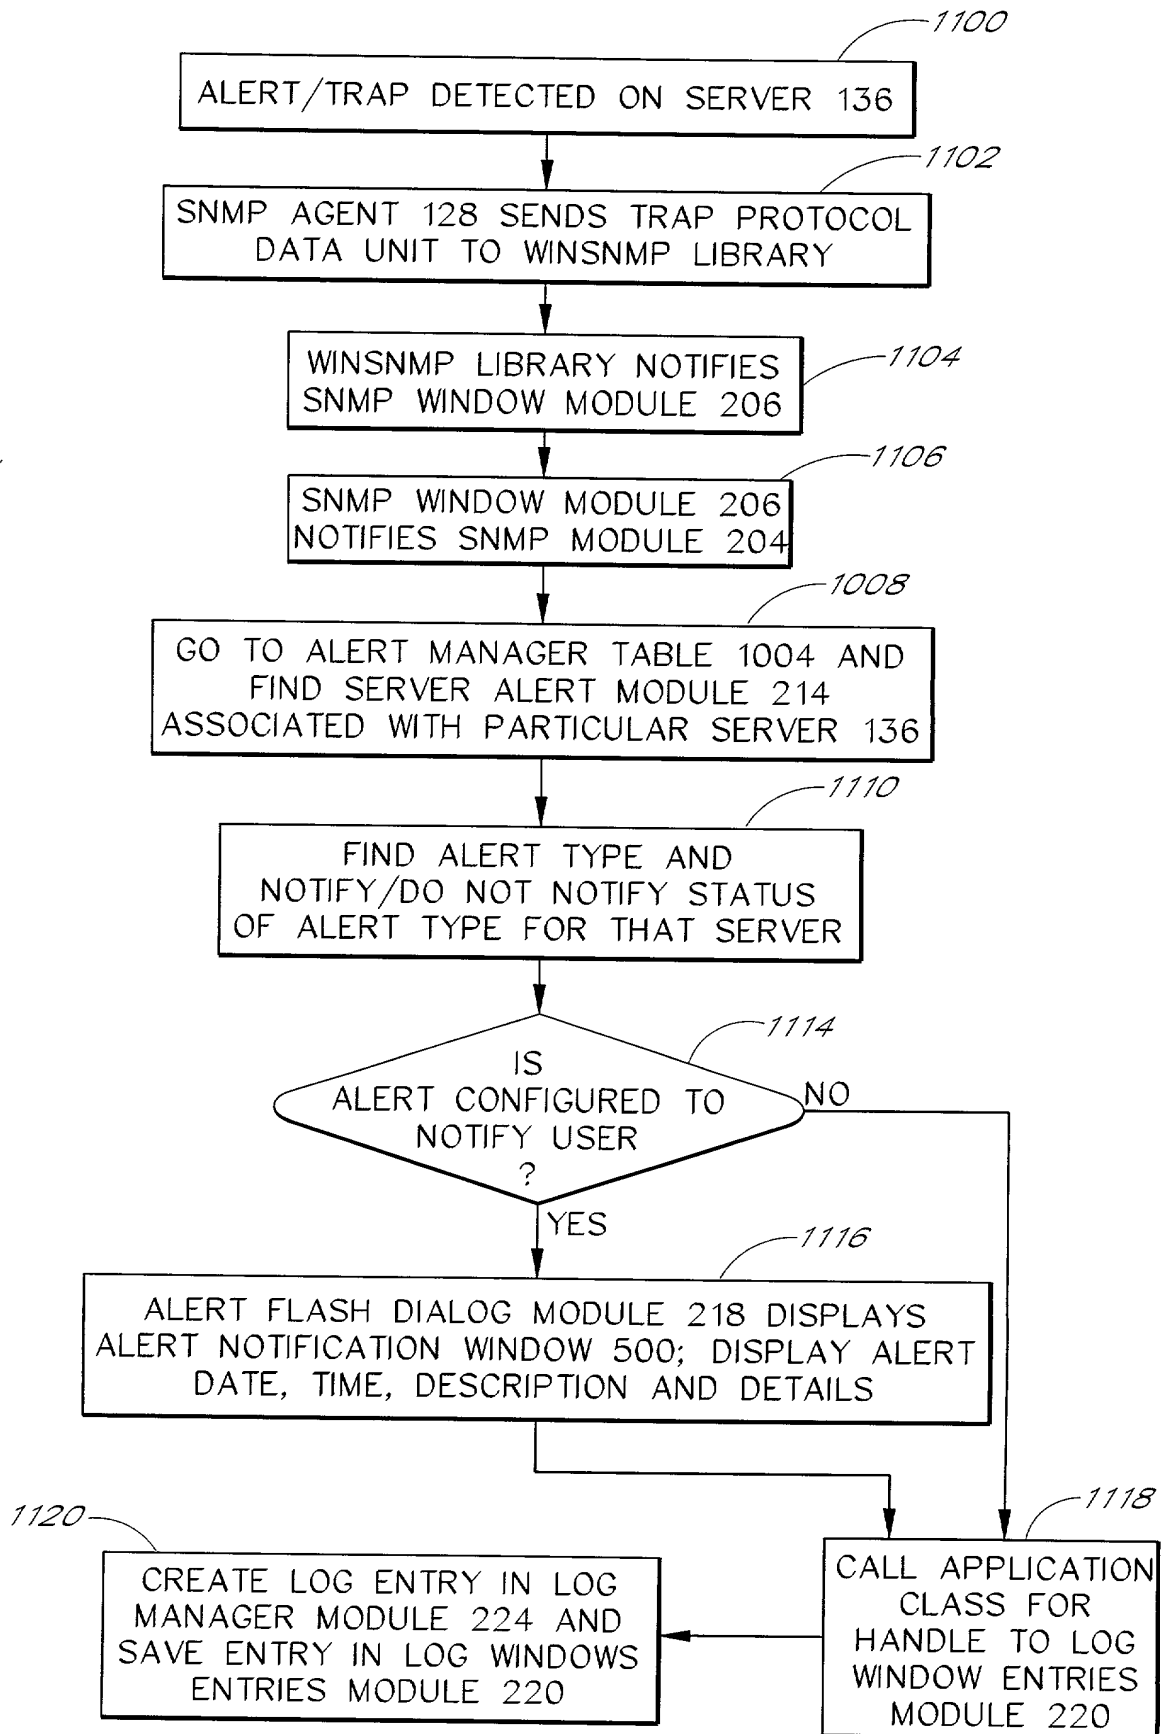 1100
ALERT/TRAP DETECTED ON SERVER 136
1102
SNMP AGENT 128 SENDS TRAP PROTOCOL
DATA UNIT TO WINSNMP LIBRARY
1104
WINSNMP LIBRARY NOTIFIES
SNMP WINDOW MODULE 206
1106
SNMP WINDOW MODULE 206
NOTIFIES SNMP MODULE 204
1008
GO TO ALERT MANAGER TABLE 1004 AND
FIND SERVER ALERT MODULE 214
ASSOCIATED WITH PARTICULAR SERVER 136
1110
FIND ALERT TYPE AND
NOTIFY/DO NOT NOTIFY STATUS
OF ALERT TYPE FOR THAT SERVER
1114
IS
ALERT CONFIGURED TO
NOTIFY USER
?
NO
YES
1116
ALERT FLASH DIALOG MODULE 218 DISPLAYS
ALERT NOTIFICATION WINDOW 500; DISPLAY ALERT
DATE, TIME, DESCRIPTION AND DETAILS
1118
CALL APPLICATION
CLASS FOR
HANDLE TO LOG
WINDOW ENTRIES
MODULE 220
1120
CREATE LOG ENTRY IN LOG
MANAGER MODULE 224 AND
SAVE ENTRY IN LOG WINDOWS
ENTRIES MODULE 220